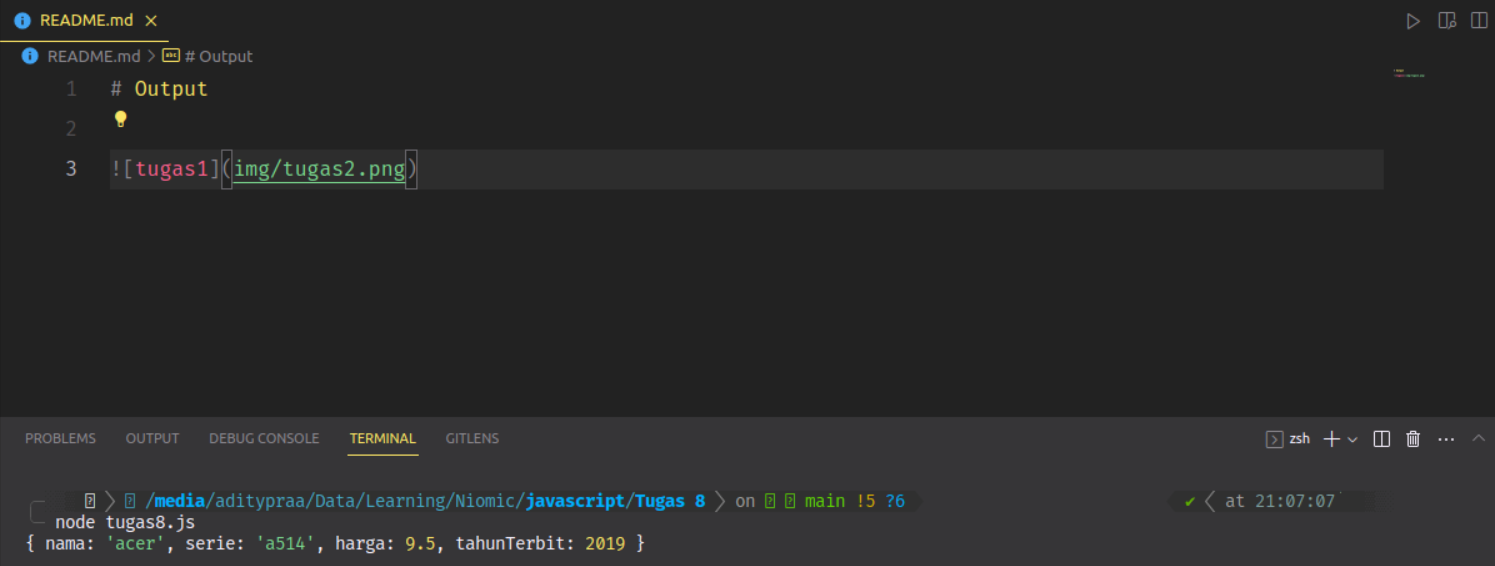 README.md
README.md > # Output
1 # Output
2
3 ![tugas1](img/tugas2.png)
PROBLEMS OUTPUT DEBUG CONSOLE TERMINAL GITLENS zsh
/media/aditypraa/Data/Learning/Niomic/javascript/Tugas 8 on main !5 ?6 ✔ at 21:07:07
node tugas8.js
{ nama: 'acer', serie: 'a514', harga: 9.5, tahunTerbit: 2019 }